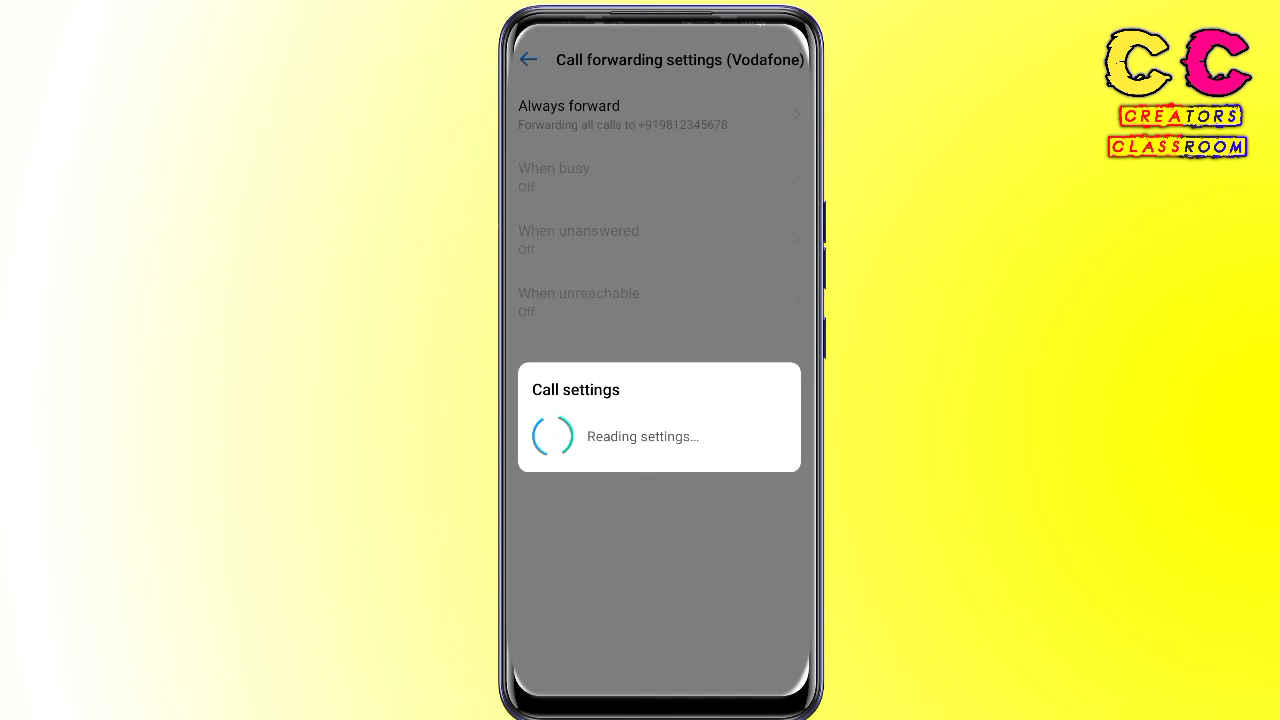 Call forwarding settings (Vodafone)
Always forward
Forwarding all calls to +919812345678
When busy
Off
When unanswered
Off
When unreachable
Off
Call settings
Reading settings...
CC
CREATORS
CLASSROOM